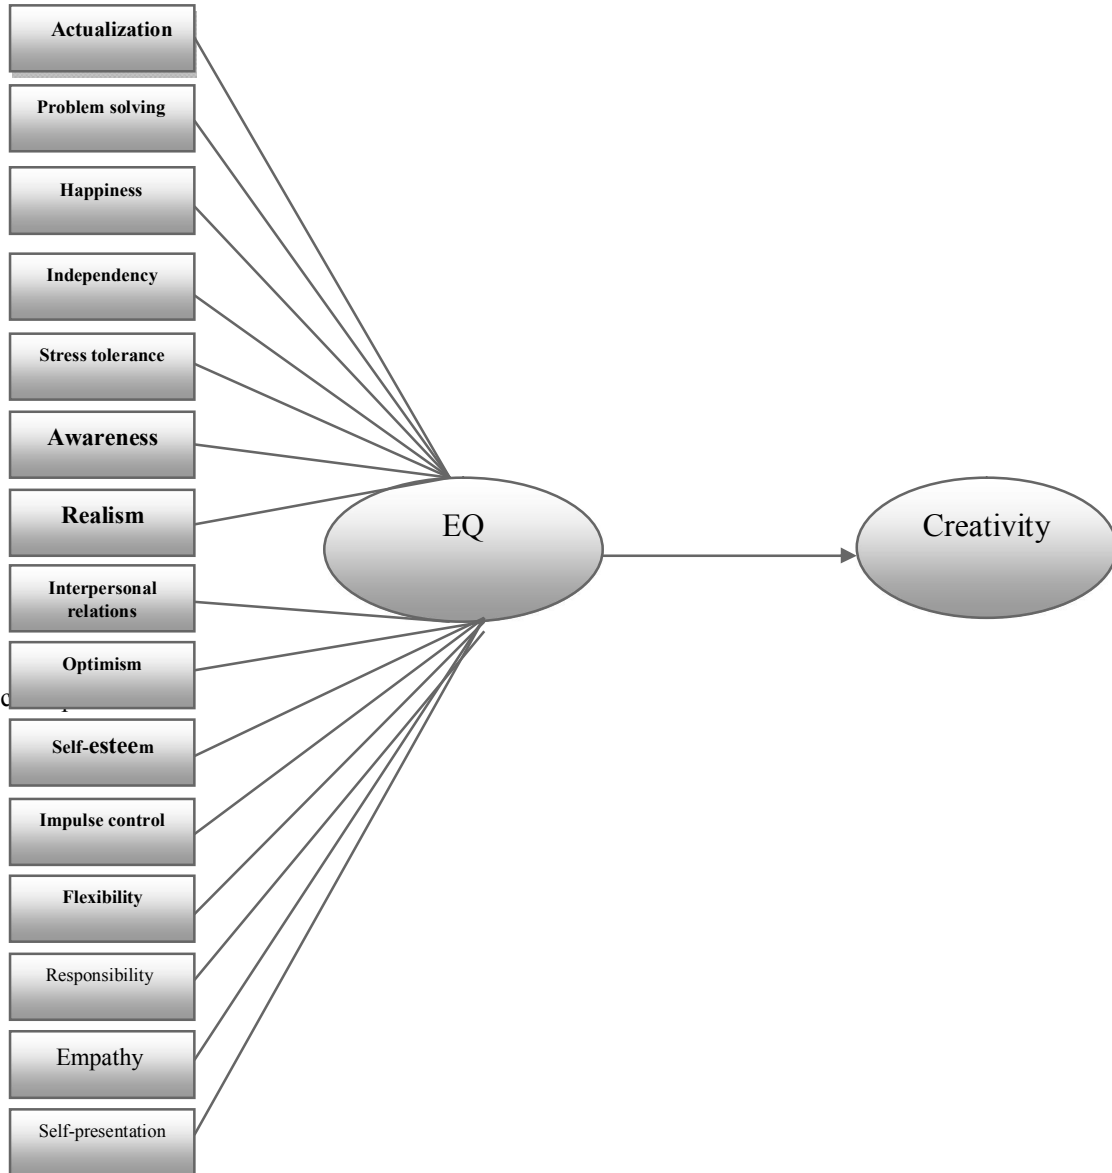 Actualization
Problem solving
Happiness
Independency
Stress tolerance
Awareness
Realism
EQ
Creativity
Interpersonal
relations
Optimism
Self-esteem
Impulse control
Flexibility
Responsibility
Empathy
Self-presentation